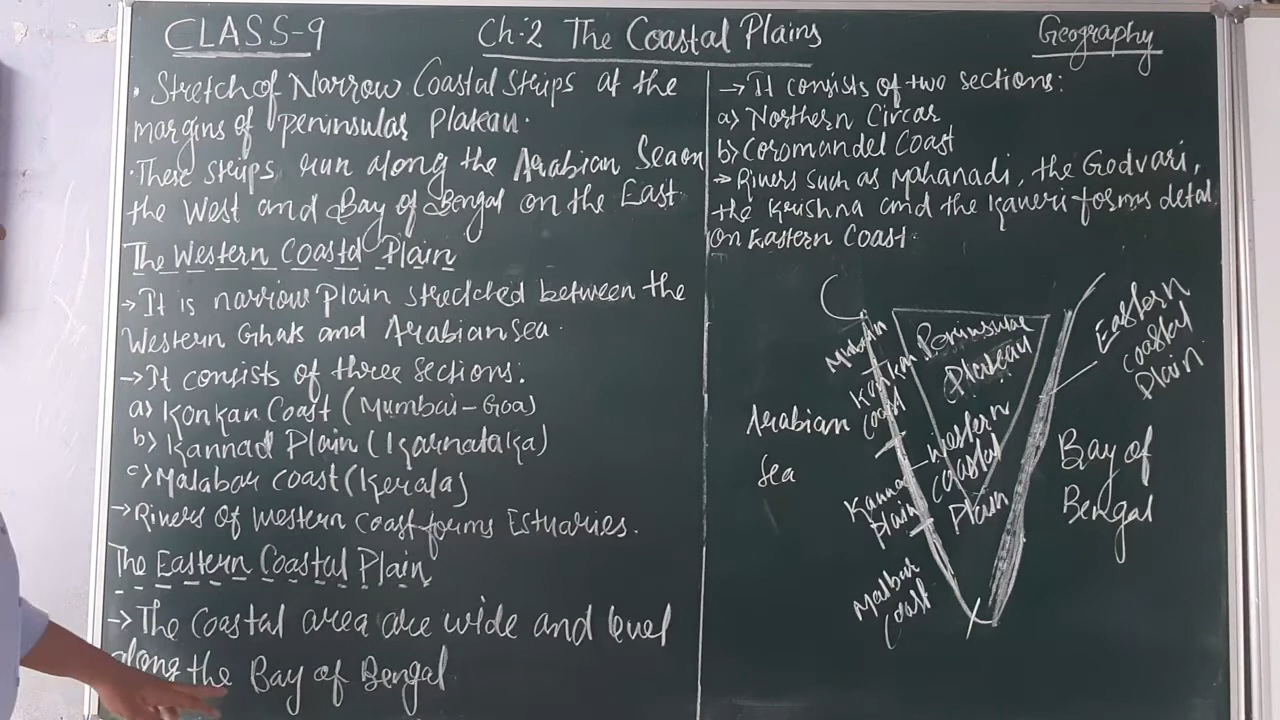 CLASS-9
Ch-2 The Coastal Plains
Geography
• Stretch of Narrow Coastal Strips at the
margins of peninsular Plateau.
• These strips run along the Arabian Sea on
the West and Bay of Bengal on the East
The Western Coastal Plain
→ It is narrow Plain stretched between the
Western Ghats and Arabian sea.
→ It consists of three sections:
a) Konkan Coast (Mumbai-Goa)
b) Kannad Plain (Karnataka)
c) Malabar coast (Kerala)
→ Rivers of western coast forms Estuaries.
The Eastern Coastal Plain
→ The Coastal area are wide and level
along the Bay of Bengal
→ It consists of two sections:
a) Northern Circar
b) Coromandel Coast
→ Rivers such as Mahanadi, the Godvari,
the Krishna and the Kaveri forms
on Eastern Coast.
Konkan
Coast
Kannad
Plain
Malbar
Coast
Arabian
Sea
Peninsular
Plateau
Western
Coastal
Plain
Eastern
Coastal
Plain
Bay of
Bengal